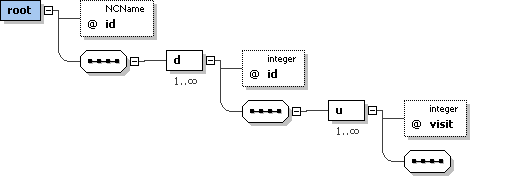 root
NCName
@ id
d
1..∞
integer
@ id
u
1..∞
integer
@ visit